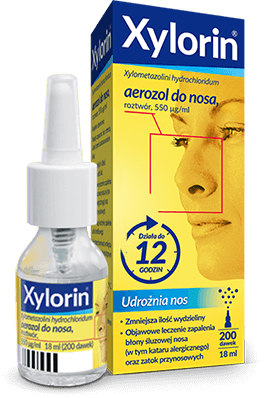 Xylorin®
Xylometazolini hydrochloridum
aerozol do nosa,
roztwór, 550 µg/ml
Działa do
12
GODZIN
Udrożnia nos
• Zmniejsza ilość wydzieliny
• Objawowe leczenie zapalenia
błony śluzowej nosa
(w tym kataru alergicznego)
oraz zatok przynosowych
200
dawek
18 ml
Xylorin®
Xylometazolini hydrochloridum
aerozol do nosa,
18 ml (200 dawek)